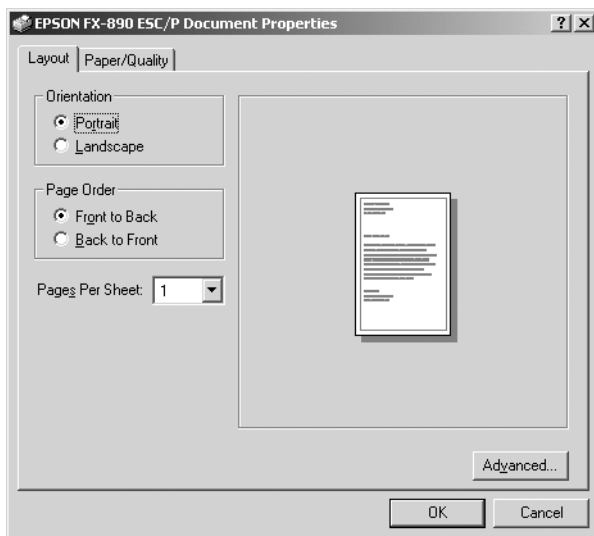 EPSON FX-890 ESC/P Document Properties
Layout Paper/Quality
Orientation
Portrait
Landscape
Page Order
Front to Back
Back to Front
Pages Per Sheet: 1
Advanced...
OK Cancel